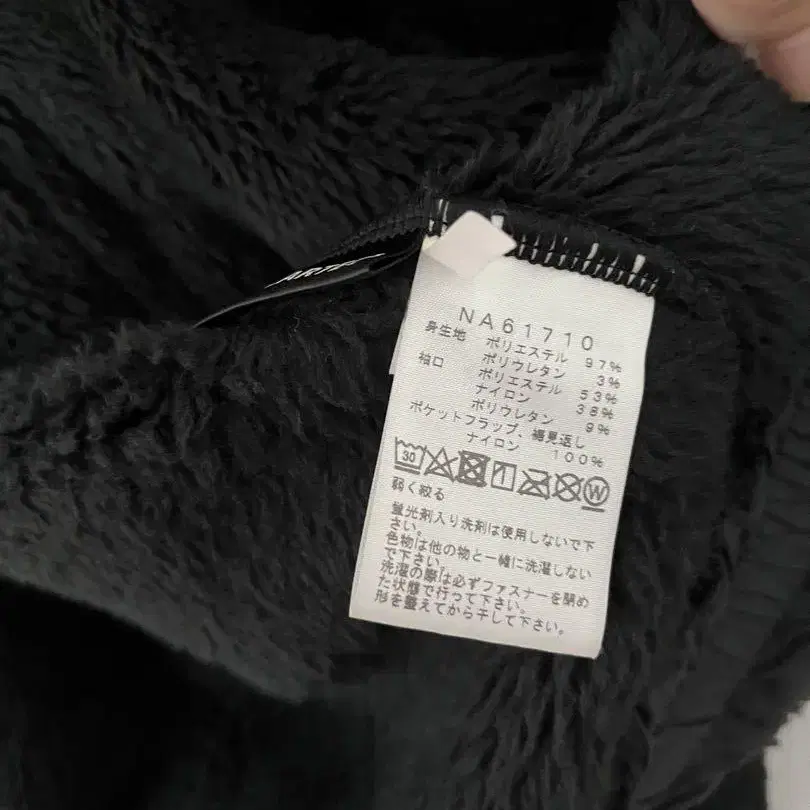 NA61710
身生地 ポリエステル 97%
ポリウレタン 3%
袖口 ポリエステル 53%
ナイロン 38%
ポリウレタン 9%
ポケットフラップ、裾見返し
ナイロン 100%
30 W
弱く絞る
蛍光剤入り洗剤は使用しないで下
さい。
色物は他の物と一緒に洗濯しない
で下さい。
洗濯の際は必ずファスナーを閉め
た状態で行って下さい。
形を整えてから干して下さい。